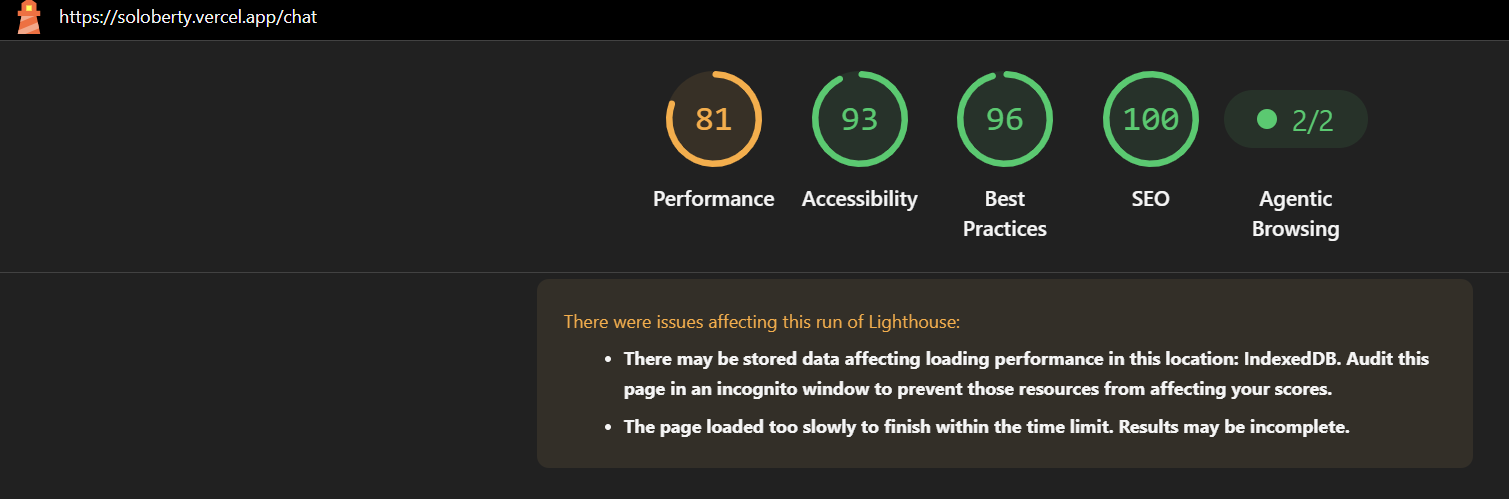 https://soloberty.vercel.app/chat
81 93 96 100 2/2
Performance Accessibility Best Practices SEO Agentic Browsing
There were issues affecting this run of Lighthouse:
• There may be stored data affecting loading performance in this location: IndexedDB. Audit this
page in an incognito window to prevent those resources from affecting your scores.
• The page loaded too slowly to finish within the time limit. Results may be incomplete.